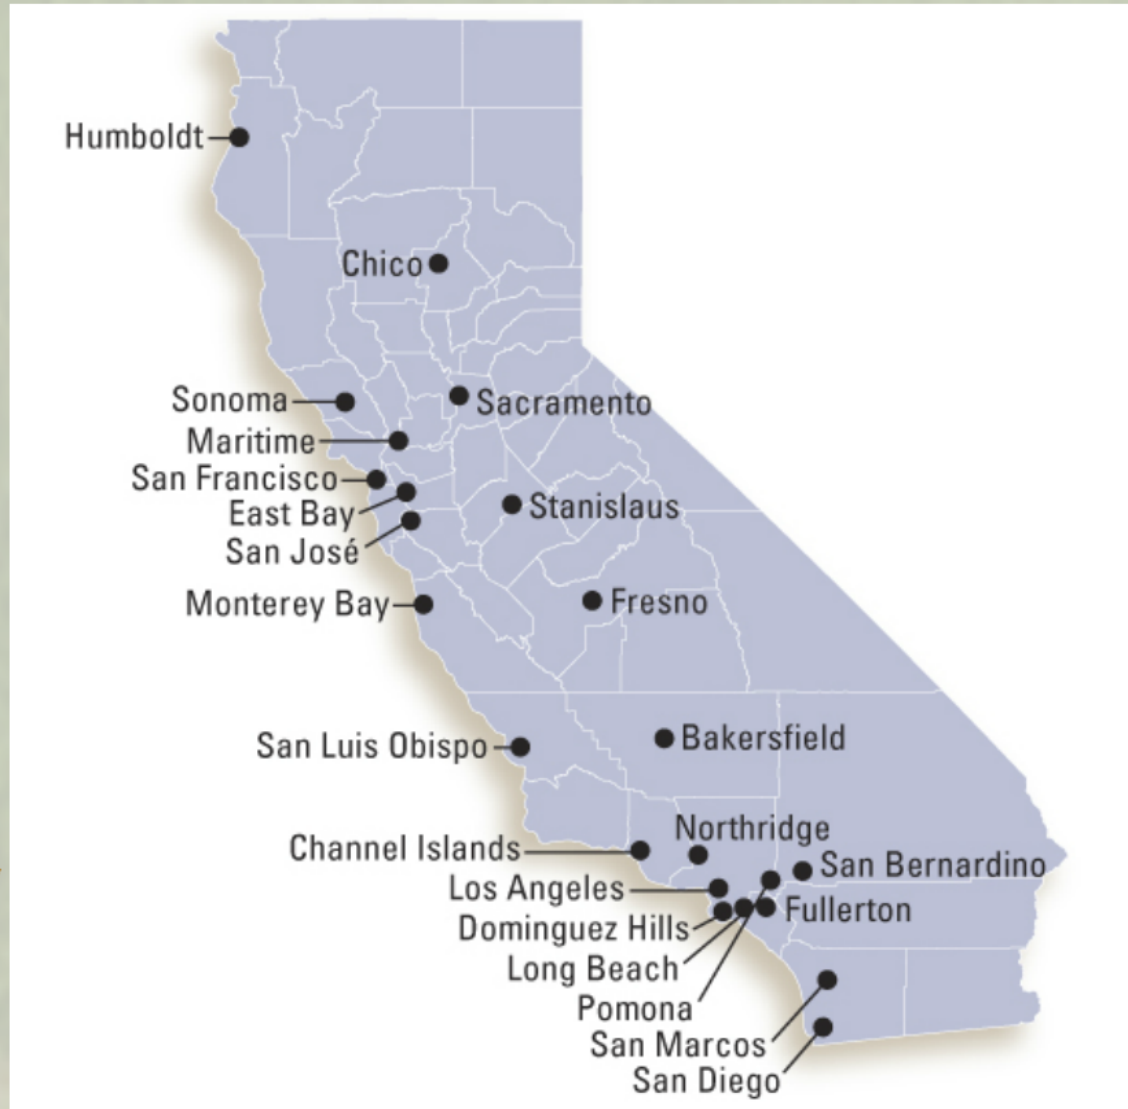 Humboldt
Chico
Sonoma
Sacramento
Maritime
San Francisco
East Bay
Stanislaus
San José
Monterey Bay
Fresno
San Luis Obispo
Bakersfield
Northridge
Channel Islands
San Bernardino
Los Angeles
Fullerton
Dominguez Hills
Long Beach
Pomona
San Marcos
San Diego